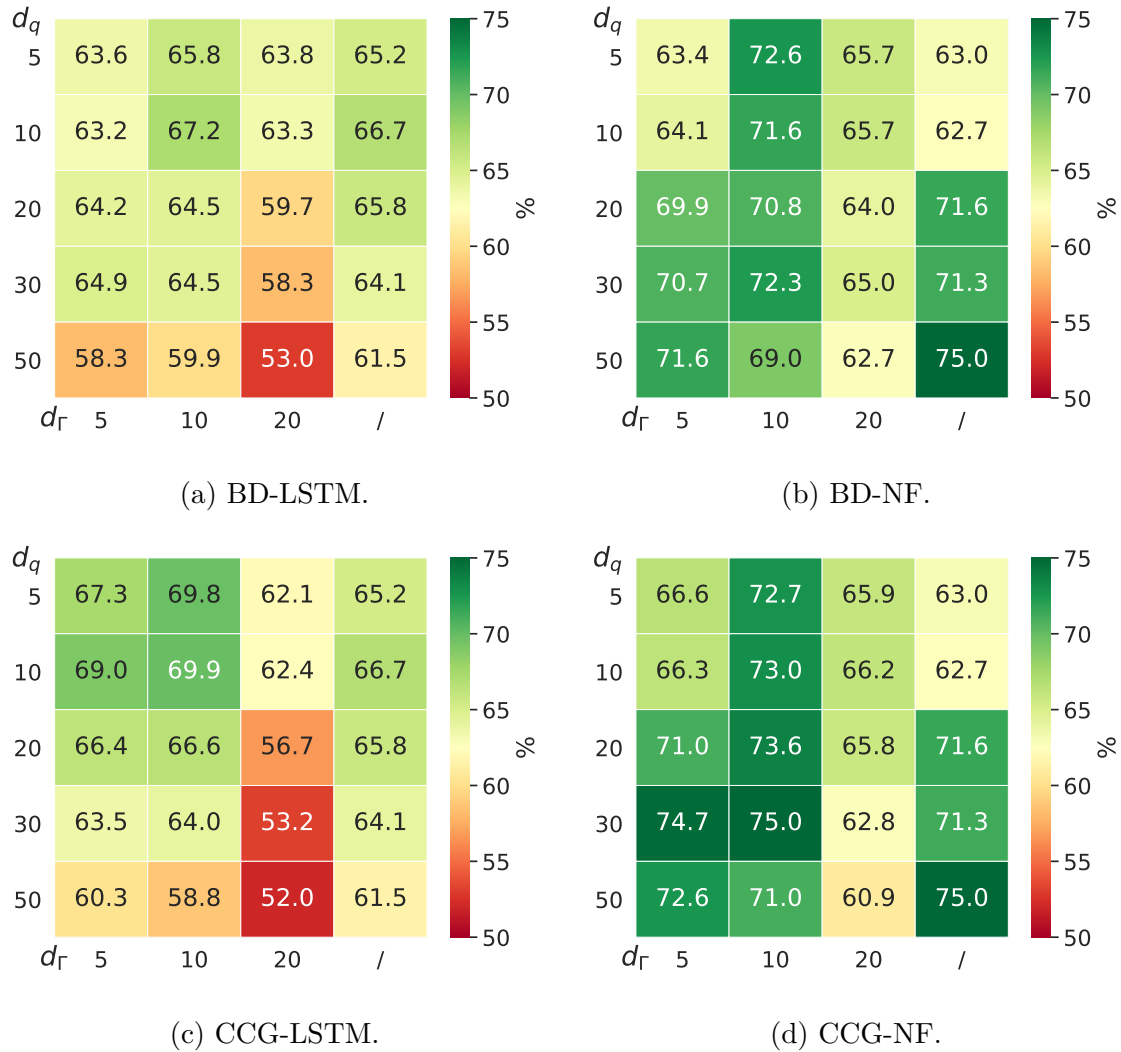 d_q
5 63.6 65.8 63.8 65.2
10 63.2 67.2 63.3 66.7
20 64.2 64.5 59.7 65.8
30 64.9 64.5 58.3 64.1
50 58.3 59.9 53.0 61.5
d_Γ 5 10 20 /
75
70
65
60
55
50
%
(a) BD-LSTM.
d_q
5 63.4 72.6 65.7 63.0
10 64.1 71.6 65.7 62.7
20 69.9 70.8 64.0 71.6
30 70.7 72.3 65.0 71.3
50 71.6 69.0 62.7 75.0
d_Γ 5 10 20 /
75
70
65
60
55
50
%
(b) BD-NF.
d_q
5 67.3 69.8 62.1 65.2
10 69.0 69.9 62.4 66.7
20 66.4 66.6 56.7 65.8
30 63.5 64.0 53.2 64.1
50 60.3 58.8 52.0 61.5
d_Γ 5 10 20 /
75
70
65
60
55
50
%
(c) CCG-LSTM.
d_q
5 66.6 72.7 65.9 63.0
10 66.3 73.0 66.2 62.7
20 71.0 73.6 65.8 71.6
30 74.7 75.0 62.8 71.3
50 72.6 71.0 60.9 75.0
d_Γ 5 10 20 /
75
70
65
60
55
50
%
(d) CCG-NF.